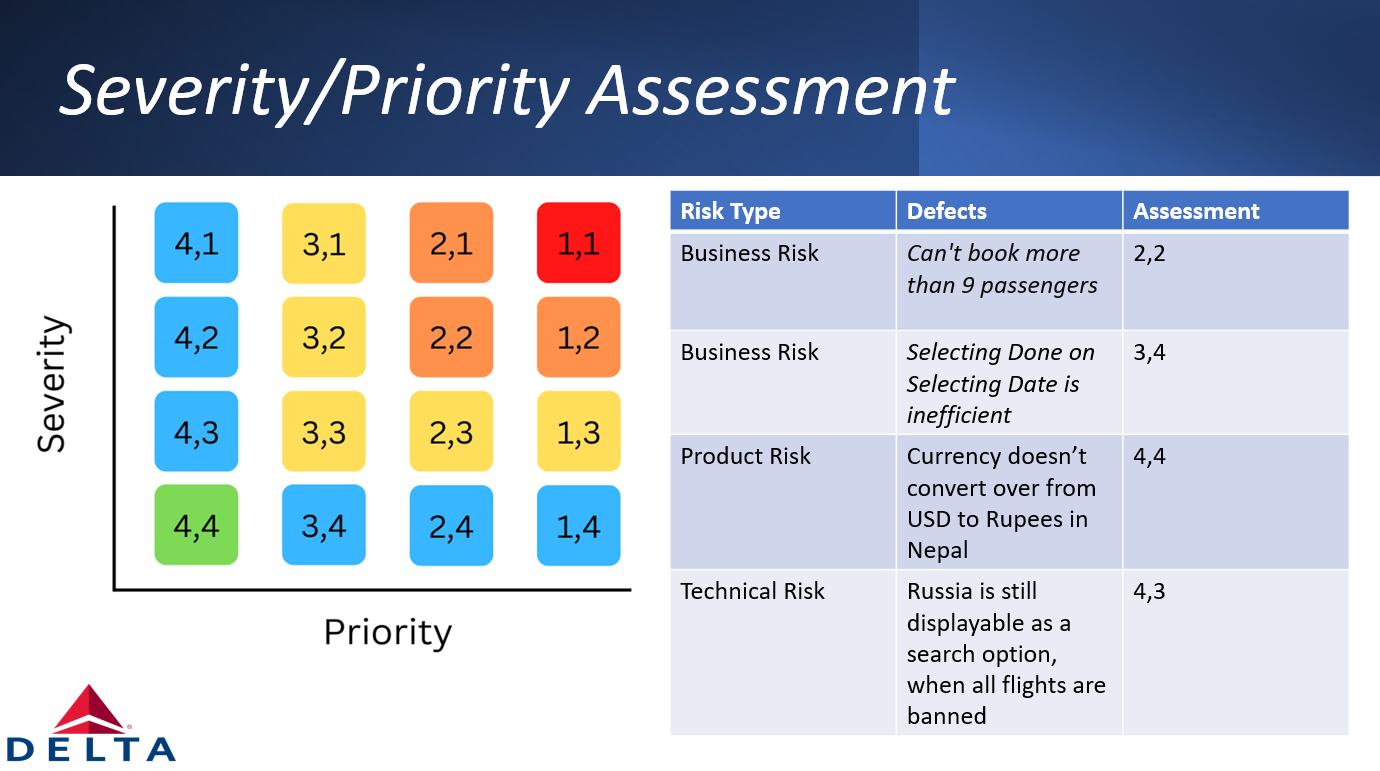 Severity/Priority Assessment
Severity
4,1 3,1 2,1 1,1
4,2 3,2 2,2 1,2
4,3 3,3 2,3 1,3
4,4 3,4 2,4 1,4
Priority
Risk Type Defects Assessment
Business Risk Can't book more 2,2
than 9 passengers
Business Risk Selecting Done on 3,4
Selecting Date is
inefficient
Product Risk Currency doesn’t 4,4
convert over from
USD to Rupees in
Nepal
Technical Risk Russia is still 4,3
displayable as a
search option,
when all flights are
banned
®
DELTA